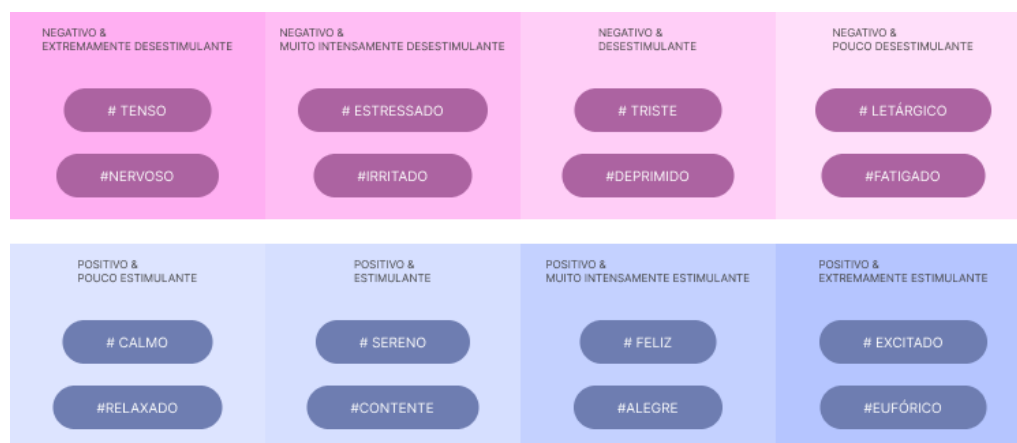 NEGATIVO &
EXTREMAMENTE DESESTIMULANTE
# TENSO
#NERVOSO
NEGATIVO &
MUITO INTENSAMENTE DESESTIMULANTE
# ESTRESSADO
#IRRITADO
NEGATIVO &
DESESTIMULANTE
# TRISTE
#DEPRIMIDO
NEGATIVO &
POUCO DESESTIMULANTE
# LETÁRGICO
#FATIGADO
POSITIVO &
POUCO ESTIMULANTE
# CALMO
#RELAXADO
POSITIVO &
ESTIMULANTE
# SERENO
#CONTENTE
POSITIVO &
MUITO INTENSAMENTE ESTIMULANTE
# FELIZ
#ALEGRE
POSITIVO &
EXTREMAMENTE ESTIMULANTE
# EXCITADO
#EUFÓRICO